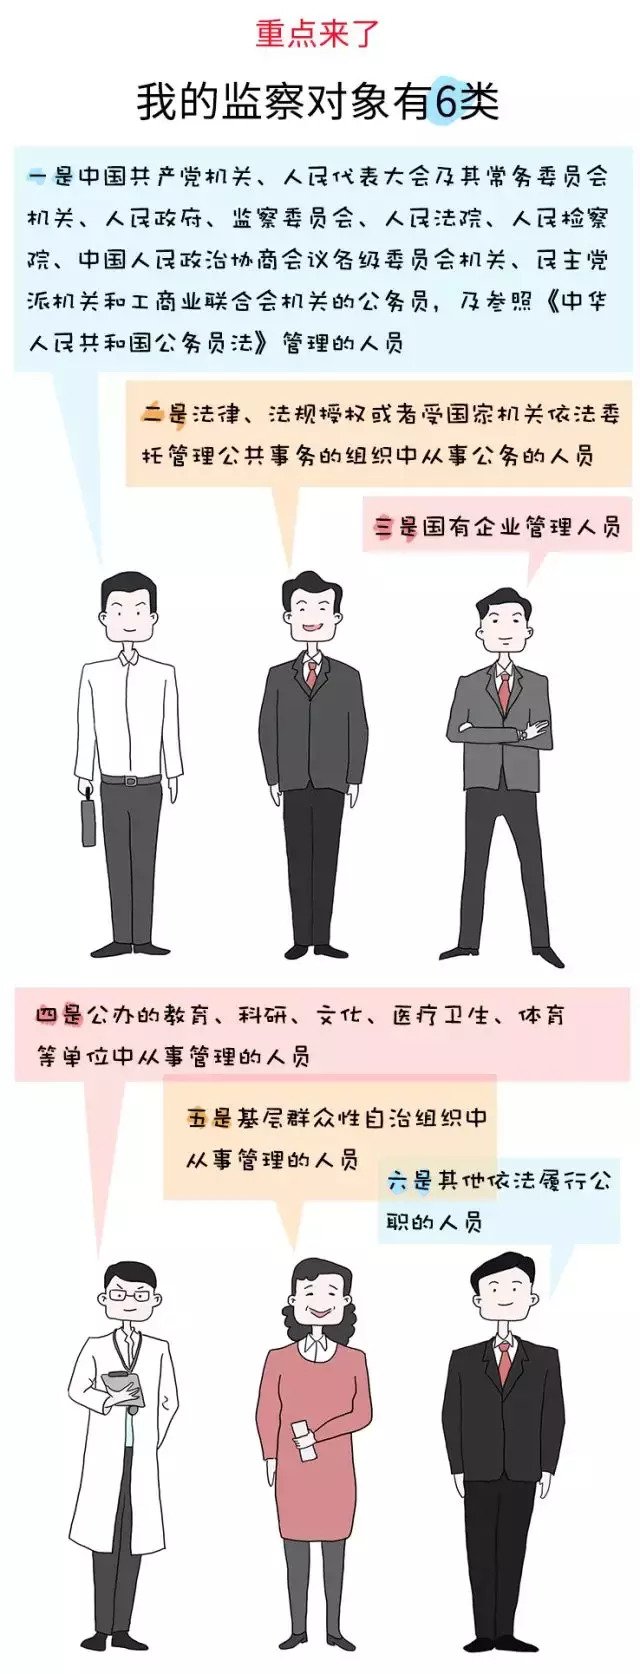 重点来了
我的监察对象有6类
一是中国共产党机关、人民代表大会及其常务委员会
机关、人民政府、监察委员会、人民法院、人民检察
院、中国人民政治协商会议各级委员会机关、民主党
派机关和工商业联合会机关的公务员，及参照《中华
人民共和国公务员法》管理的人员
二是法律、法规授权或者受国家机关依法委
托管理公共事务的组织中从事公务的人员
三是国有企业管理人员
四是公办的教育、科研、文化、医疗卫生、体育
等单位中从事管理的人员
五是基层群众性自治组织中
从事管理的人员
六是其他依法履行公
职的人员